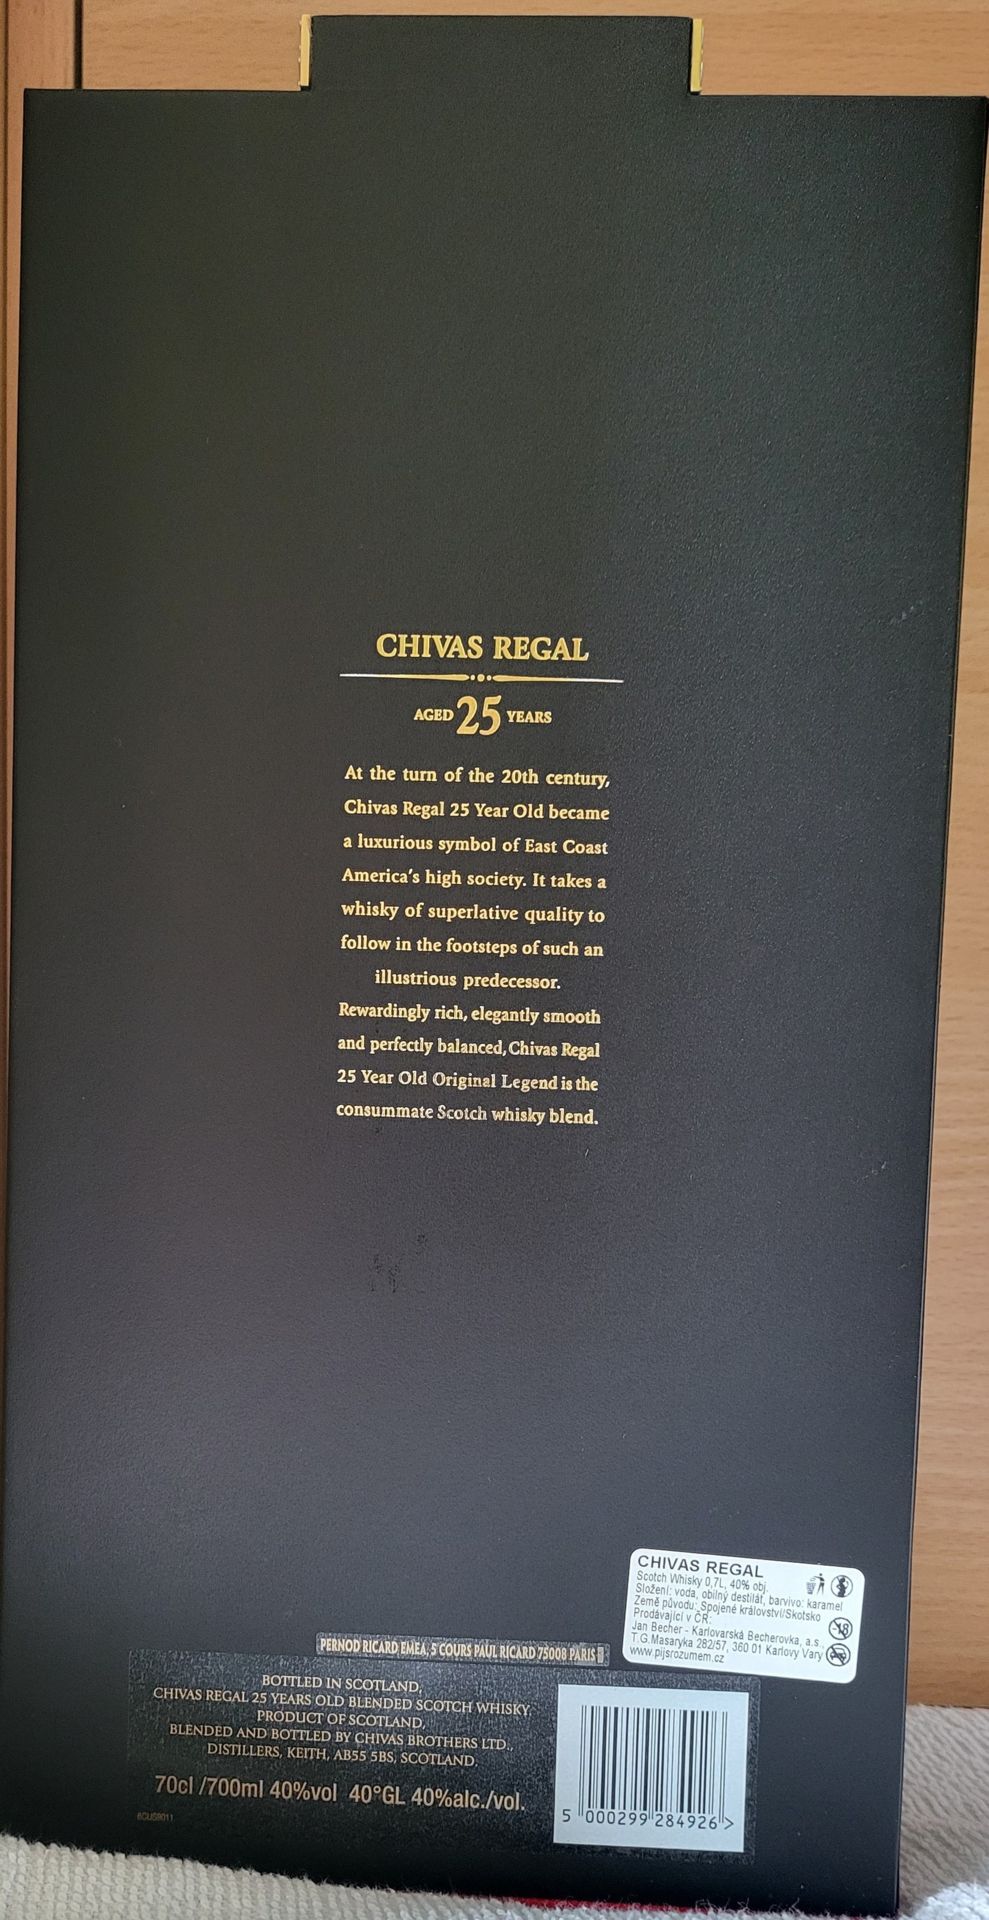 CHIVAS REGAL
AGED 25 YEARS
At the turn of the 20th century,
Chivas Regal 25 Year Old became
a luxurious symbol of East Coast
America's high society. It takes a
whisky of superlative quality to
follow in the footsteps of such an
illustrious predecessor.
Rewardingly rich, elegantly smooth
and perfectly balanced, Chivas Regal
25 Year Old Original Legend is the
consummate Scotch whisky blend.
CHIVAS REGAL
Scotch Whisky 0,7L, 40% obj.
Složení: voda, obilný destilát, barvivo: karamel
Země původu: Spojené království/Skotsko
Prodávající v ČR:
Jan Becher - Karlovarská Becherovka, a.s.,
T.G.Masaryka 282/57, 360 01 Karlovy Vary
www.pijsrozumem.cz
-18
PERNOD RICARD EMEA, 5 COURS PAUL RICARD 75008 PARIS
BOTTLED IN SCOTLAND,
CHIVAS REGAL 25 YEARS OLD BLENDED SCOTCH WHISKY
PRODUCT OF SCOTLAND,
BLENDED AND BOTTLED BY CHIVAS BROTHERS LTD.,
DISTILLERS, KEITH, AB55 5BS, SCOTLAND.
70cl /700ml 40%vol 40°GL 40%alc./vol.
5 000299 284926 >